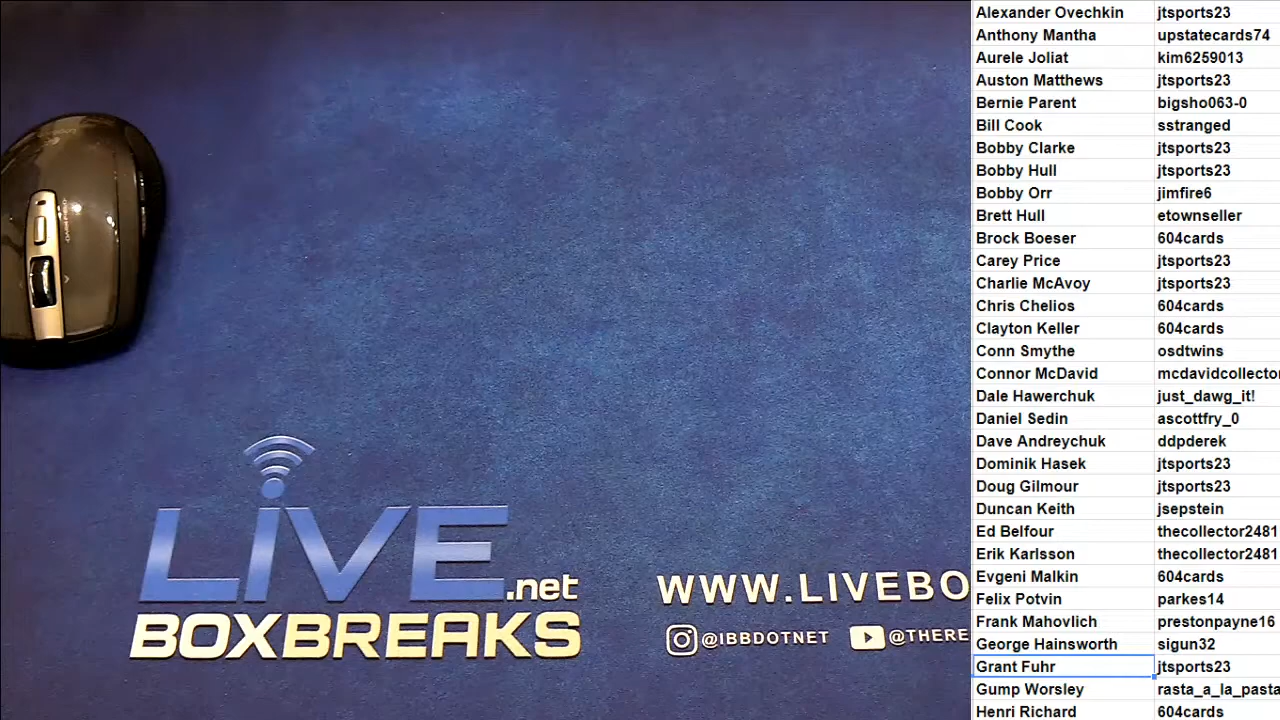 Alexander Ovechkin jtsports23
Anthony Mantha upstatecards74
Aurele Joliat kim6259013
Auston Matthews jtsports23
Bernie Parent bigsho063-0
Bill Cook sstranged
Bobby Clarke jtsports23
Bobby Hull jtsports23
Bobby Orr jimfire6
Brett Hull etownseller
Brock Boeser 604cards
Carey Price jtsports23
Charlie McAvoy jtsports23
Chris Chelios 604cards
Clayton Keller 604cards
Conn Smythe osdtwins
Connor McDavid mcdavidcollector
Dale Hawerchuk just_dawg_it!
Daniel Sedin ascottfry_0
Dave Andreychuk ddpderek
Dominik Hasek jtsports23
Doug Gilmour jtsports23
Duncan Keith jsepstein
Ed Belfour thecollector2481
Erik Karlsson thecollector2481
Evgeni Malkin 604cards
Felix Potvin parkes14
Frank Mahovlich prestonpayne16
George Hainsworth sigun32
Grant Fuhr jtsports23
Gump Worsley rasta_a_la_pasta
Henri Richard 604cards
LIVE.net
BOXBREAKS
WWW.LIVEBO
@IBBDOTNET @THERE